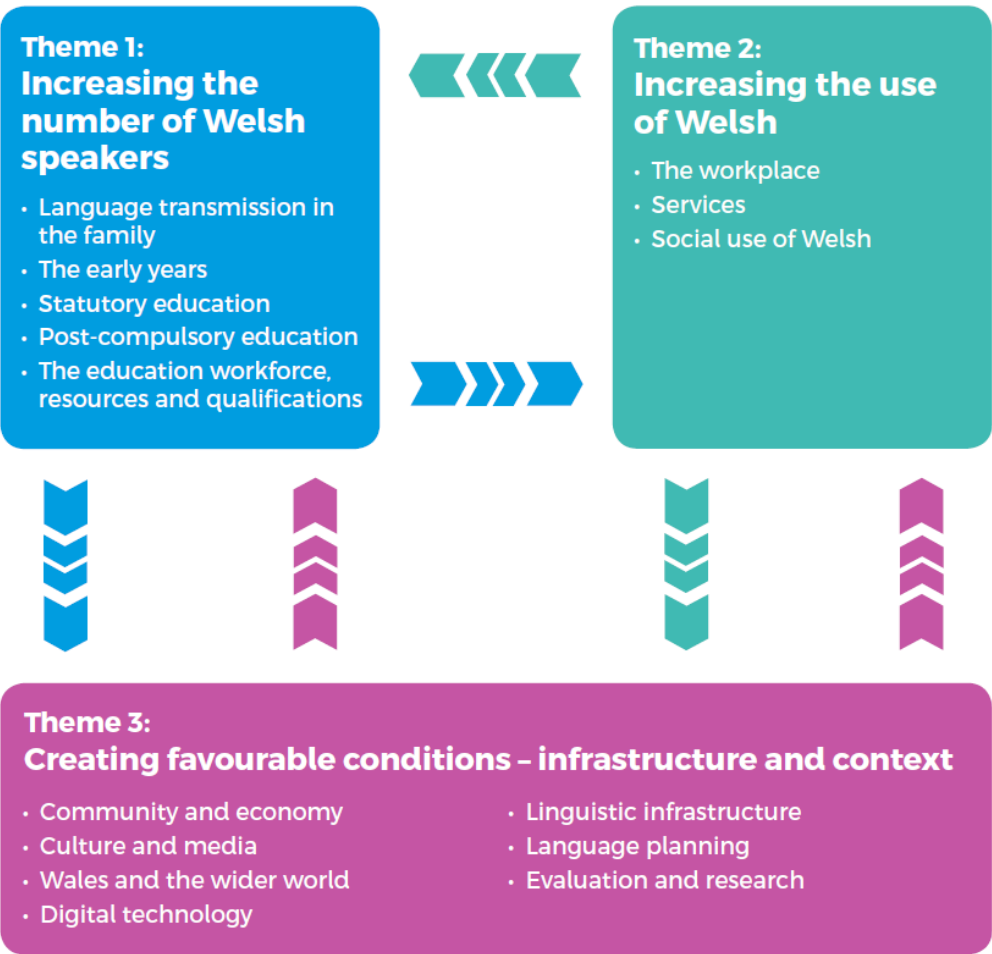 Theme 1:
Increasing the
number of Welsh
speakers
• Language transmission in
the family
• The early years
• Statutory education
• Post-compulsory education
• The education workforce,
resources and qualifications
Theme 2:
Increasing the use
of Welsh
• The workplace
• Services
• Social use of Welsh
Theme 3:
Creating favourable conditions – infrastructure and context
• Community and economy
• Culture and media
• Wales and the wider world
• Digital technology
• Linguistic infrastructure
• Language planning
• Evaluation and research